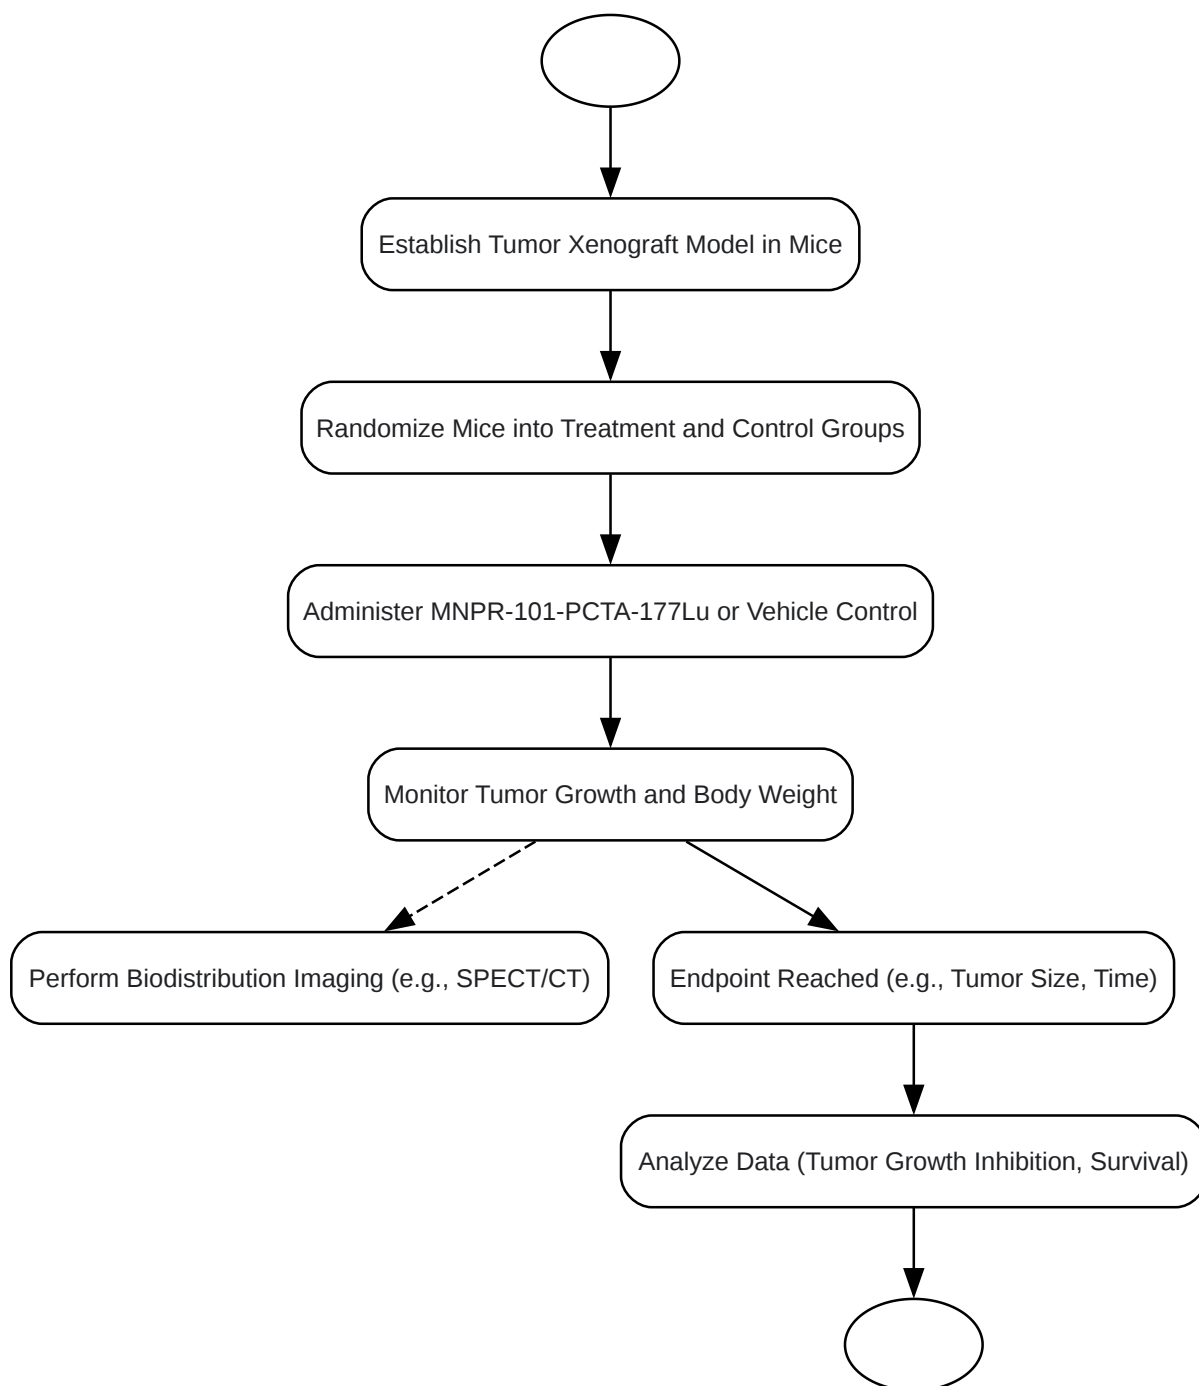 Establish Tumor Xenograft Model in Mice
Randomize Mice into Treatment and Control Groups
Administer MNPR-101-PCTA-177Lu or Vehicle Control
Monitor Tumor Growth and Body Weight
Perform Biodistribution Imaging (e.g., SPECT/CT)
Endpoint Reached (e.g., Tumor Size, Time)
Analyze Data (Tumor Growth Inhibition, Survival)